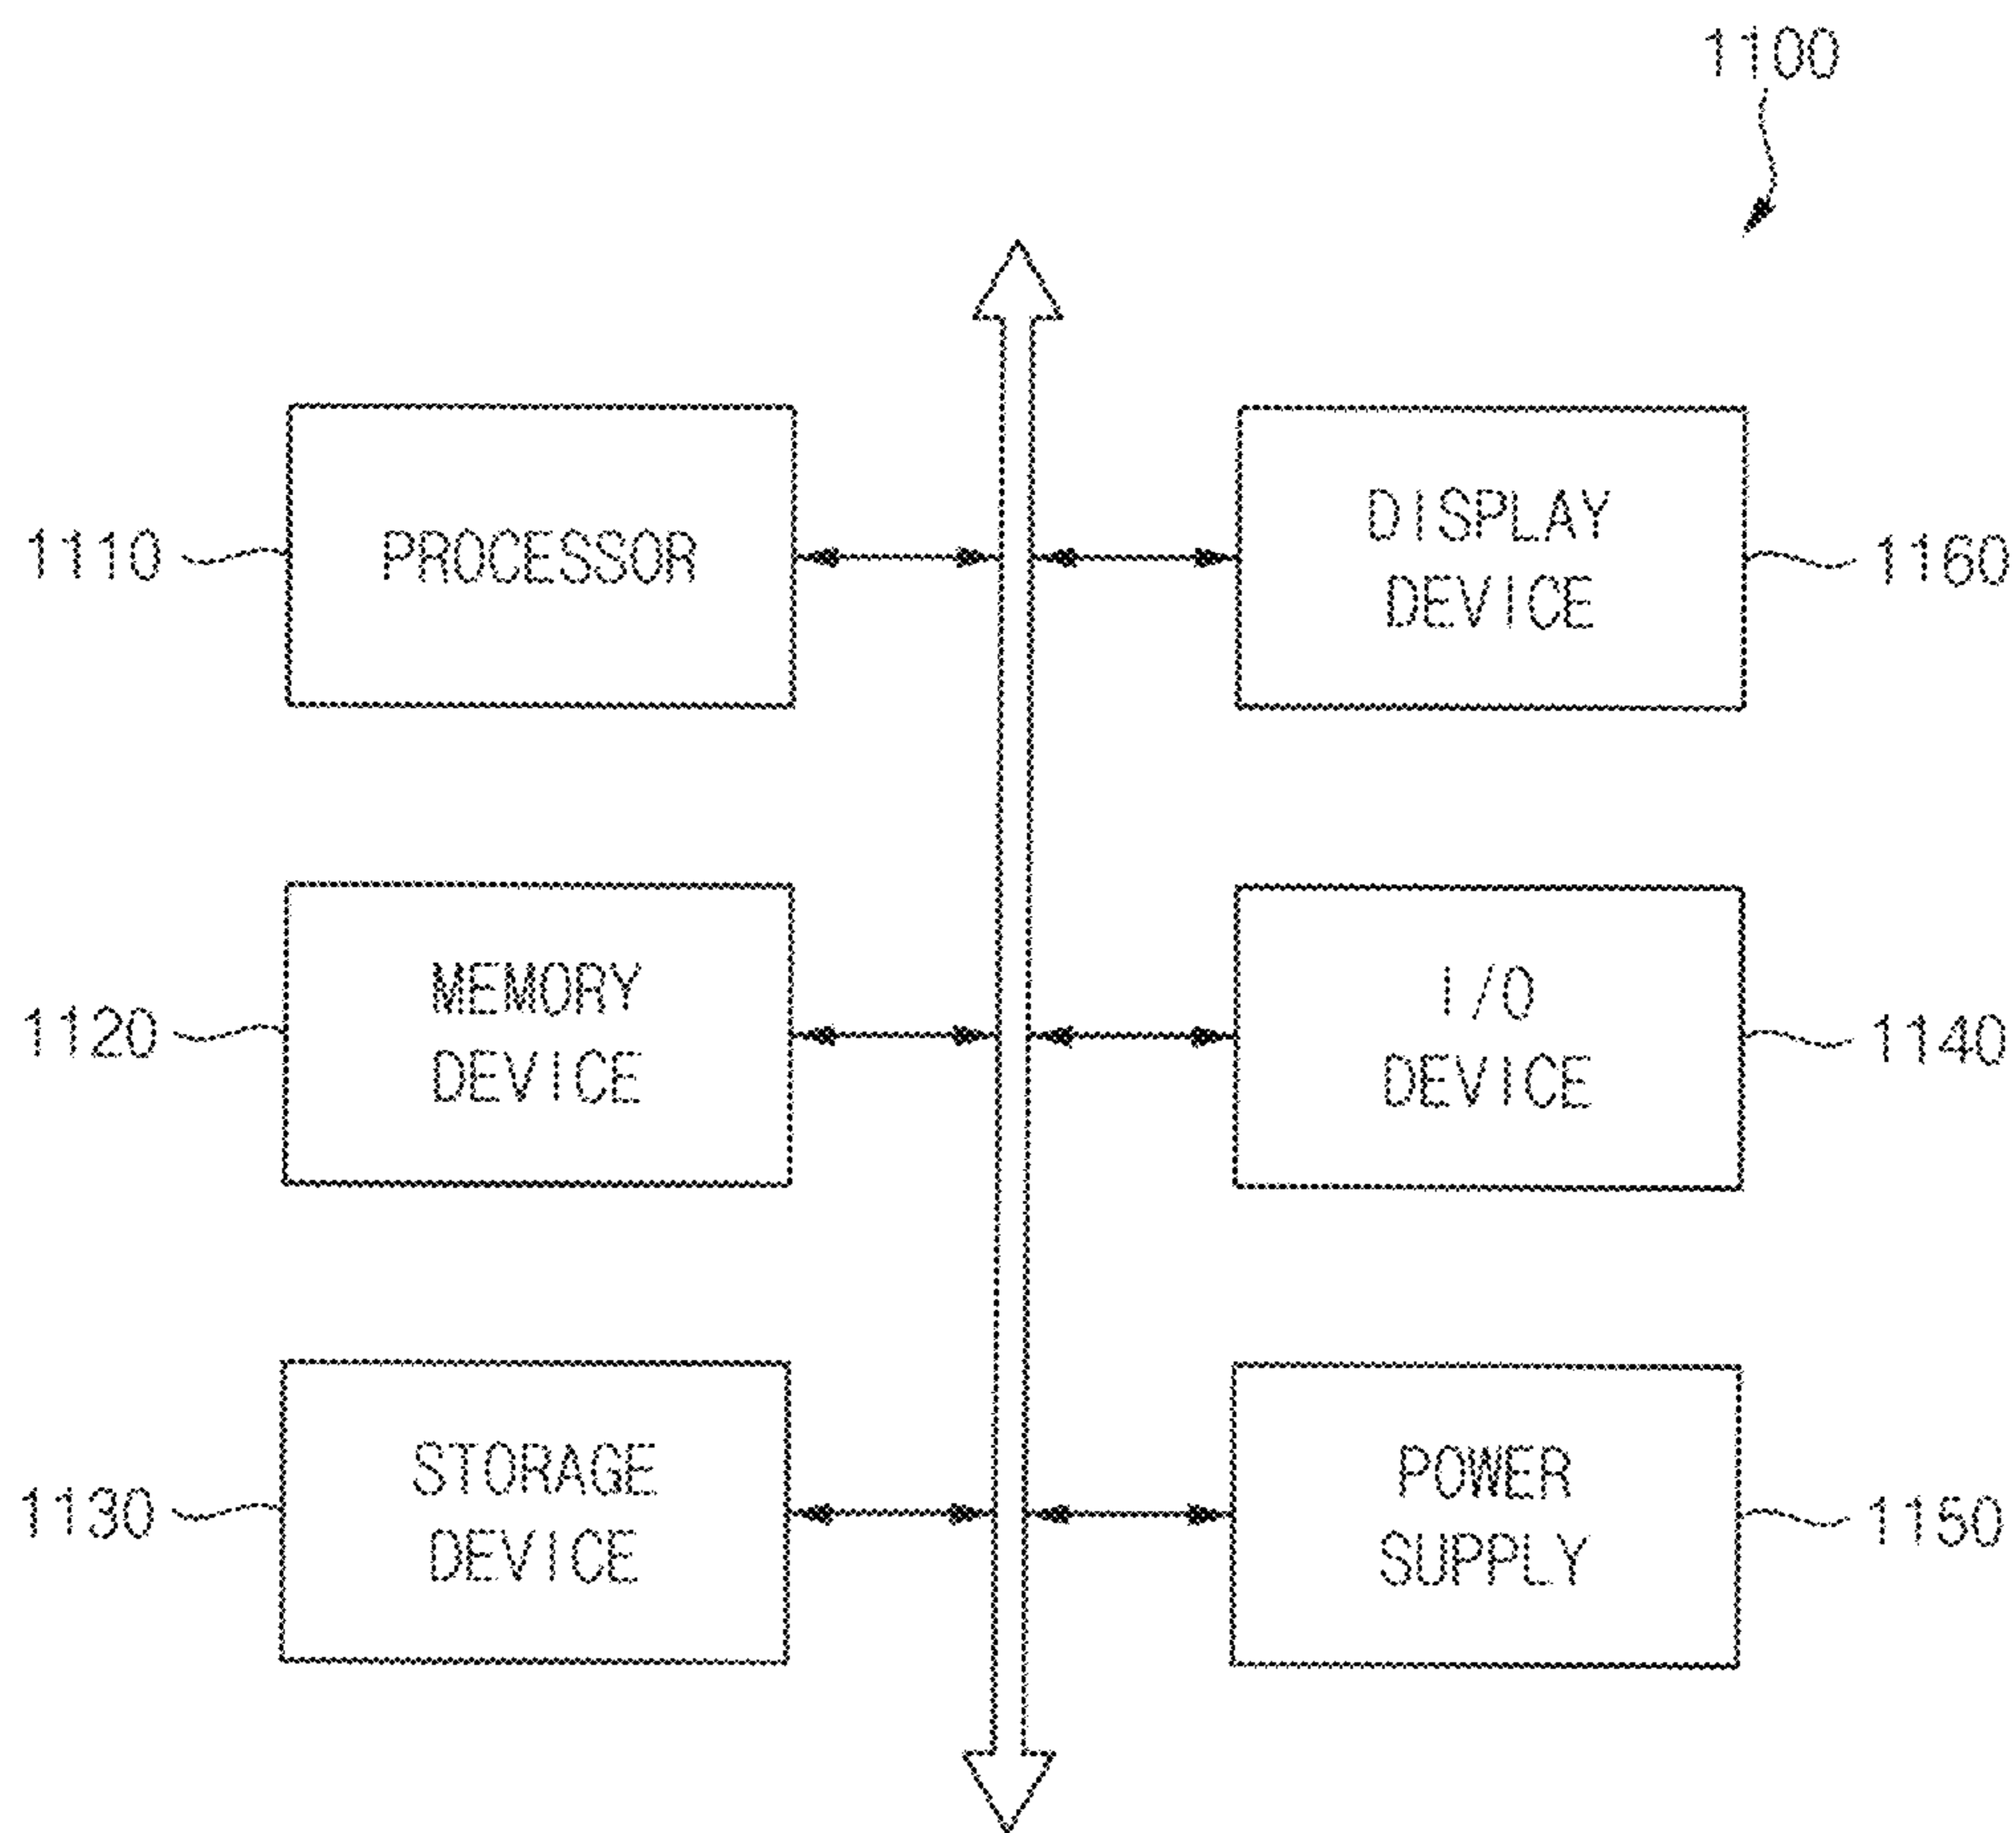 1100
1110
PROCESSOR
DISPLAY
DEVICE
1160
1120
MEMORY
DEVICE
I/O
DEVICE
1140
1130
STORAGE
DEVICE
POWER
SUPPLY
1150